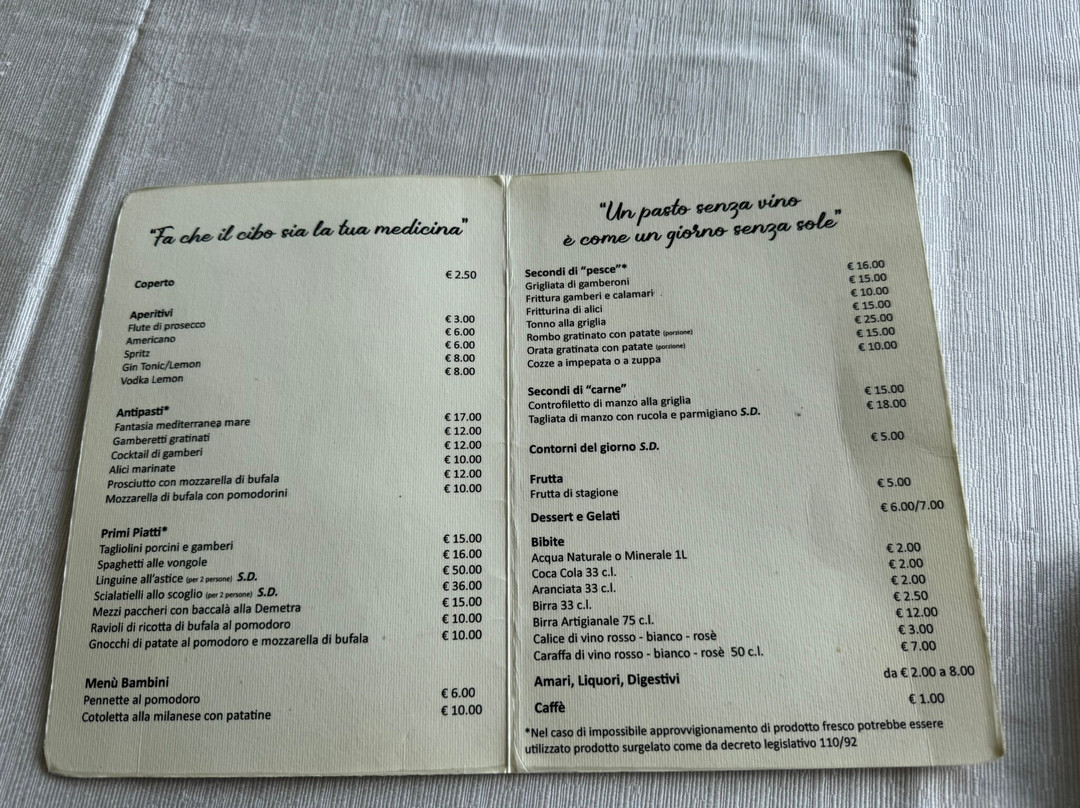 "Fa che il cibo sia la tua medicina"
Coperto € 2.50
Aperitivi
Flute di prosecco € 3.00
Americano € 6.00
Spritz € 6.00
Gin Tonic/Lemon € 8.00
Vodka Lemon € 8.00
Antipasti*
Fantasia mediterranea mare € 17.00
Gamberetti gratinati € 12.00
Cocktail di gamberi € 12.00
Alici marinate € 10.00
Prosciutto con mozzarella di bufala € 12.00
Mozzarella di bufala con pomodorini € 10.00
Primi Piatti*
Tagliolini porcini e gamberi € 15.00
Spaghetti alle vongole € 16.00
Linguine all'astice (per 2 persone) S.D. € 50.00
Scialatielli allo scoglio (per 2 persone) S.D. € 36.00
Mezzi paccheri con baccalà alla Demetra € 15.00
Ravioli di ricotta di bufala al pomodoro € 10.00
Gnocchi di patate al pomodoro e mozzarella di bufala € 10.00
Menù Bambini
Pennette al pomodoro € 6.00
Cotoletta alla milanese con patatine € 10.00
"Un pasto senza vino
è come un giorno senza sole"
Secondi di "pesce"*
Grigliata di gamberoni € 16.00
Frittura gamberi e calamari € 15.00
Fritturina di alici € 10.00
Tonno alla griglia € 15.00
Rombo gratinato con patate (porzione) € 25.00
Orata gratinata con patate (porzione) € 15.00
Cozze a impepata o a zuppa € 10.00
Secondi di "carne"
Controfiletto di manzo alla griglia € 15.00
Tagliata di manzo con rucola e parmigiano S.D. € 18.00
Contorni del giorno S.D. € 5.00
Frutta
Frutta di stagione € 5.00
Dessert e Gelati € 6.00/7.00
Bibite
Acqua Naturale o Minerale 1L € 2.00
Coca Cola 33 c.l. € 2.00
Aranciata 33 c.l. € 2.00
Birra 33 c.l. € 2.50
Birra Artigianale 75 c.l. € 12.00
Calice di vino rosso - bianco - rosè € 3.00
Caraffa di vino rosso - bianco - rosè 50 c.l. € 7.00
Amari, Liquori, Digestivi da € 2.00 a 8.00
Caffè € 1.00
*Nel caso di impossibile approvvigionamento di prodotto fresco potrebbe essere
utilizzato prodotto surgelato come da decreto legislativo 110/92